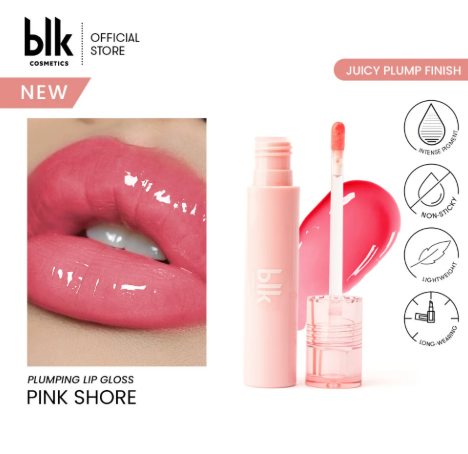 blk
COSMETICS
OFFICIAL
STORE
NEW
JUICY PLUMP FINISH
INTENSE PIGMENT
NON-STICKY
LIGHTWEIGHT
LONG-WEARING
blk
PLUMPING LIP GLOSS
PINK SHORE